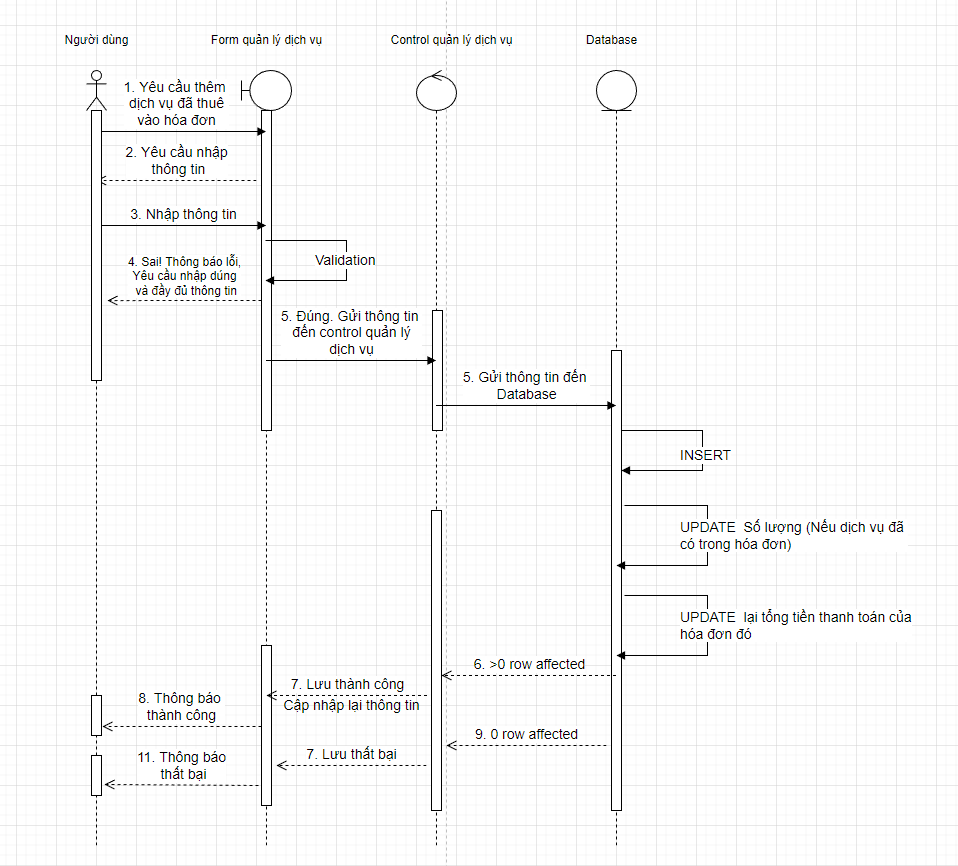 Người dùng
Form quản lý dịch vụ
Control quản lý dịch vụ
Database
1. Yêu cầu thêm
dịch vụ đã thuê
vào hóa đơn
2. Yêu cầu nhập
thông tin
3. Nhập thông tin
Validation
4. Sai! Thông báo lỗi,
Yêu cầu nhập dúng
và đầy đủ thông tin
5. Đúng. Gửi thông tin
đến control quản lý
dịch vụ
5. Gửi thông tin đến
Database
INSERT
UPDATE Số lượng (Nếu dịch vụ đã
có trong hóa đơn)
UPDATE lại tổng tiền thanh toán của
hóa đơn đó
6. >0 row affected
7. Lưu thành công
Cập nhập lại thông tin
8. Thông báo
thành công
9. 0 row affected
7. Lưu thất bại
11. Thông báo
thất bại